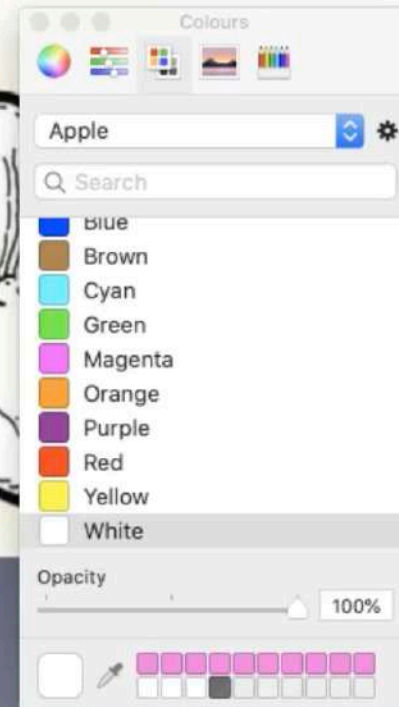 Colours
Apple
Search
Blue
Brown
Cyan
Green
Magenta
Orange
Purple
Red
Yellow
White
Opacity
100%